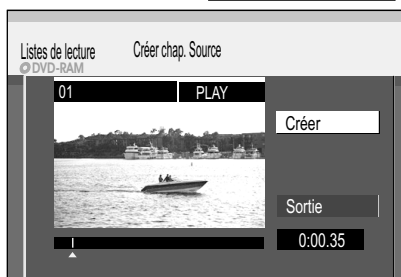 Listes de lecture Créer chap. Source
DVD-RAM
01 PLAY
Créer
Sortie
0:00.35